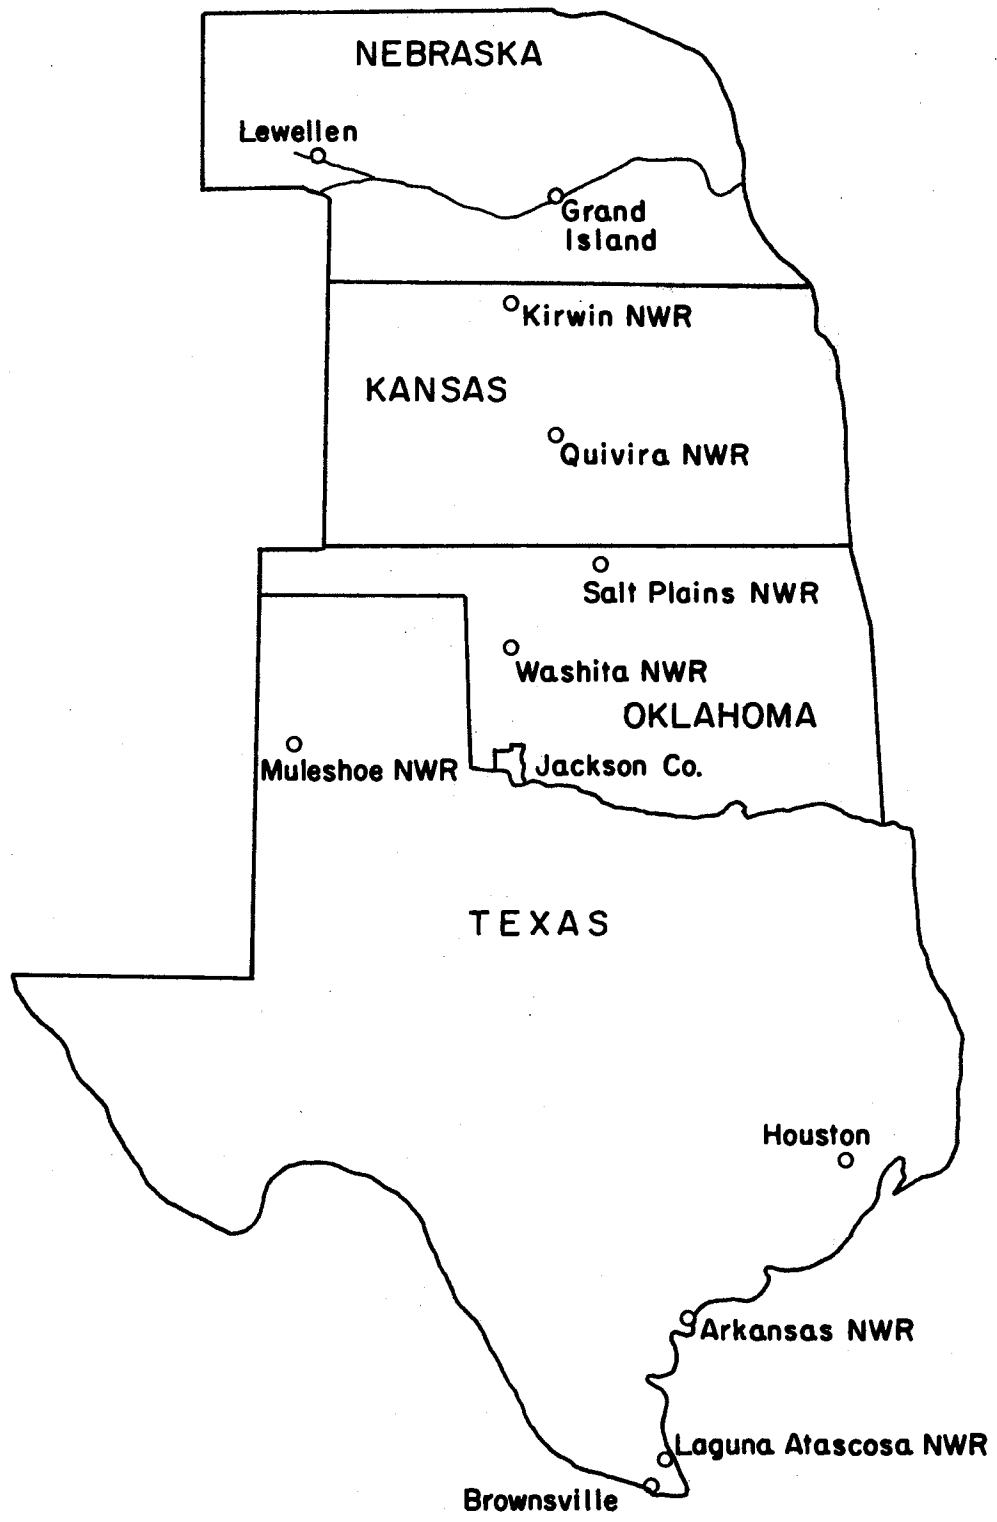 NEBRASKA
Lewellen
Grand
Island
Kirwin NWR
KANSAS
Quivira NWR
Salt Plains NWR
Washita NWR
OKLAHOMA
Jackson Co.
Muleshoe NWR
TEXAS
Houston
Arkansas NWR
Laguna Atascosa NWR
Brownsville